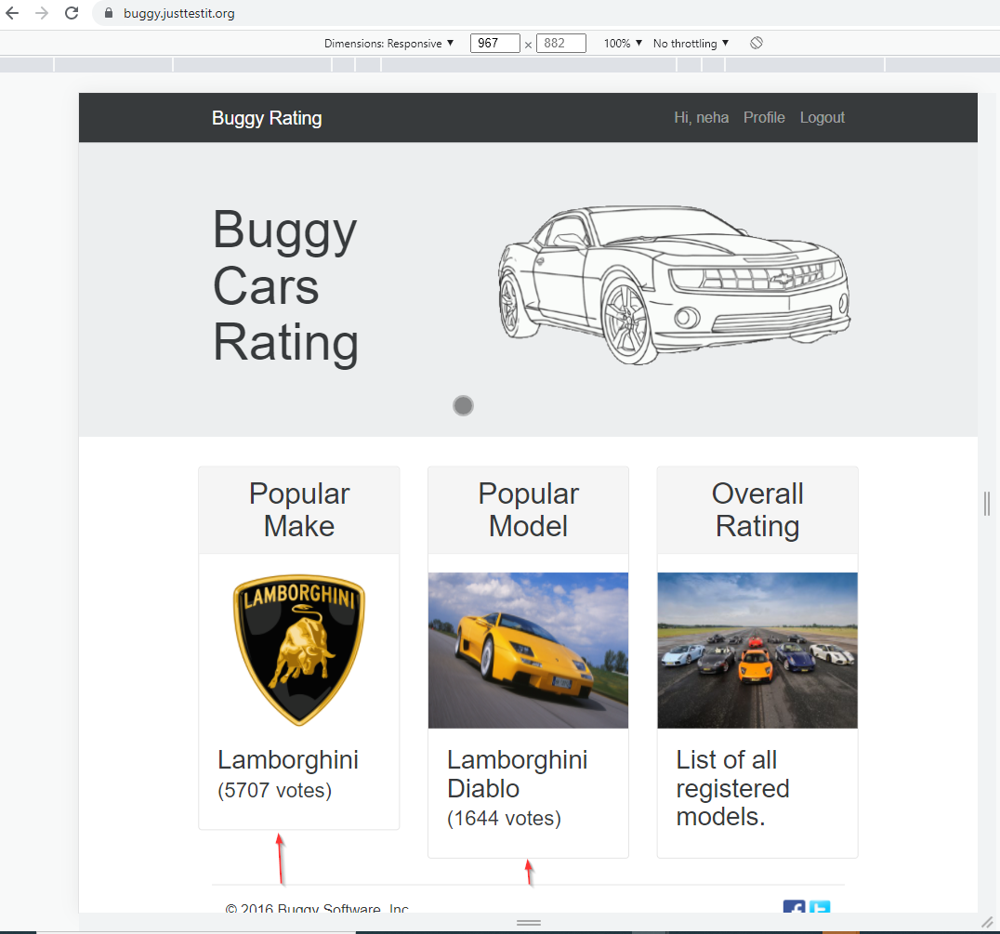 buggy.justtestit.org
Dimensions: Responsive ▼ 967 × 882 100% ▼ No throttling ▼
Buggy Rating Hi, neha Profile Logout
Buggy
Cars
Rating
Popular
Make
LAMBORGHINI
Lamborghini
(5707 votes)
Popular
Model
Lamborghini
Diablo
(1644 votes)
Overall
Rating
List of all
registered
models.
© 2016 Buggy Software, Inc.